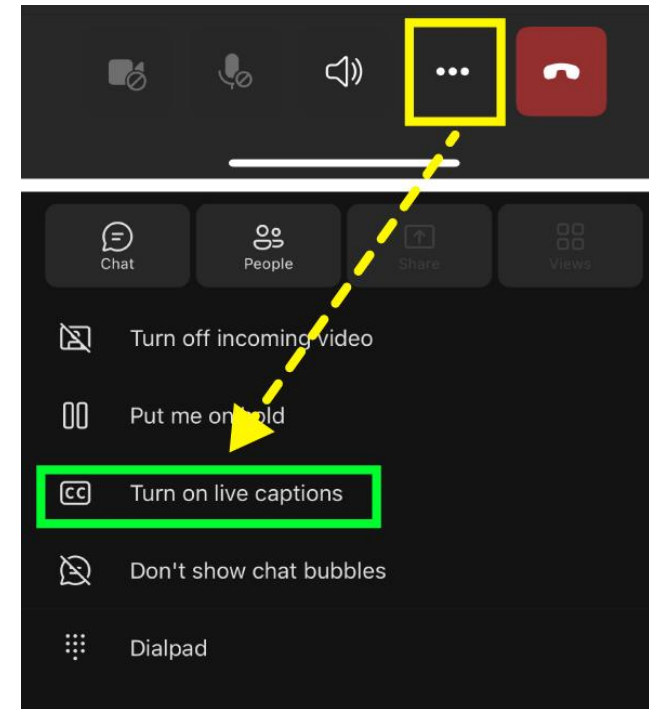 Chat People Share Views
Turn off incoming video
Put me on hold
CC Turn on live captions
Don't show chat bubbles
Dialpad